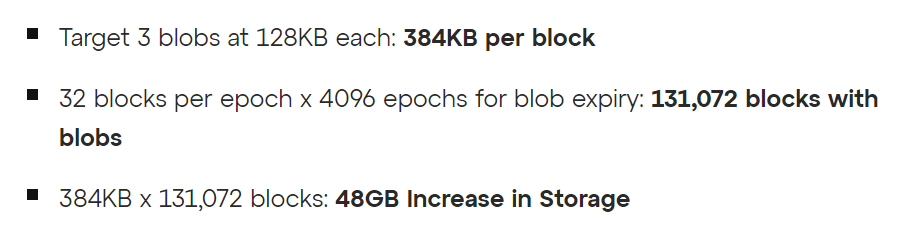 Target 3 blobs at 128KB each: 384KB per block
32 blocks per epoch x 4096 epochs for blob expiry: 131,072 blocks with
blobs
384KB x 131,072 blocks: 48GB Increase in Storage